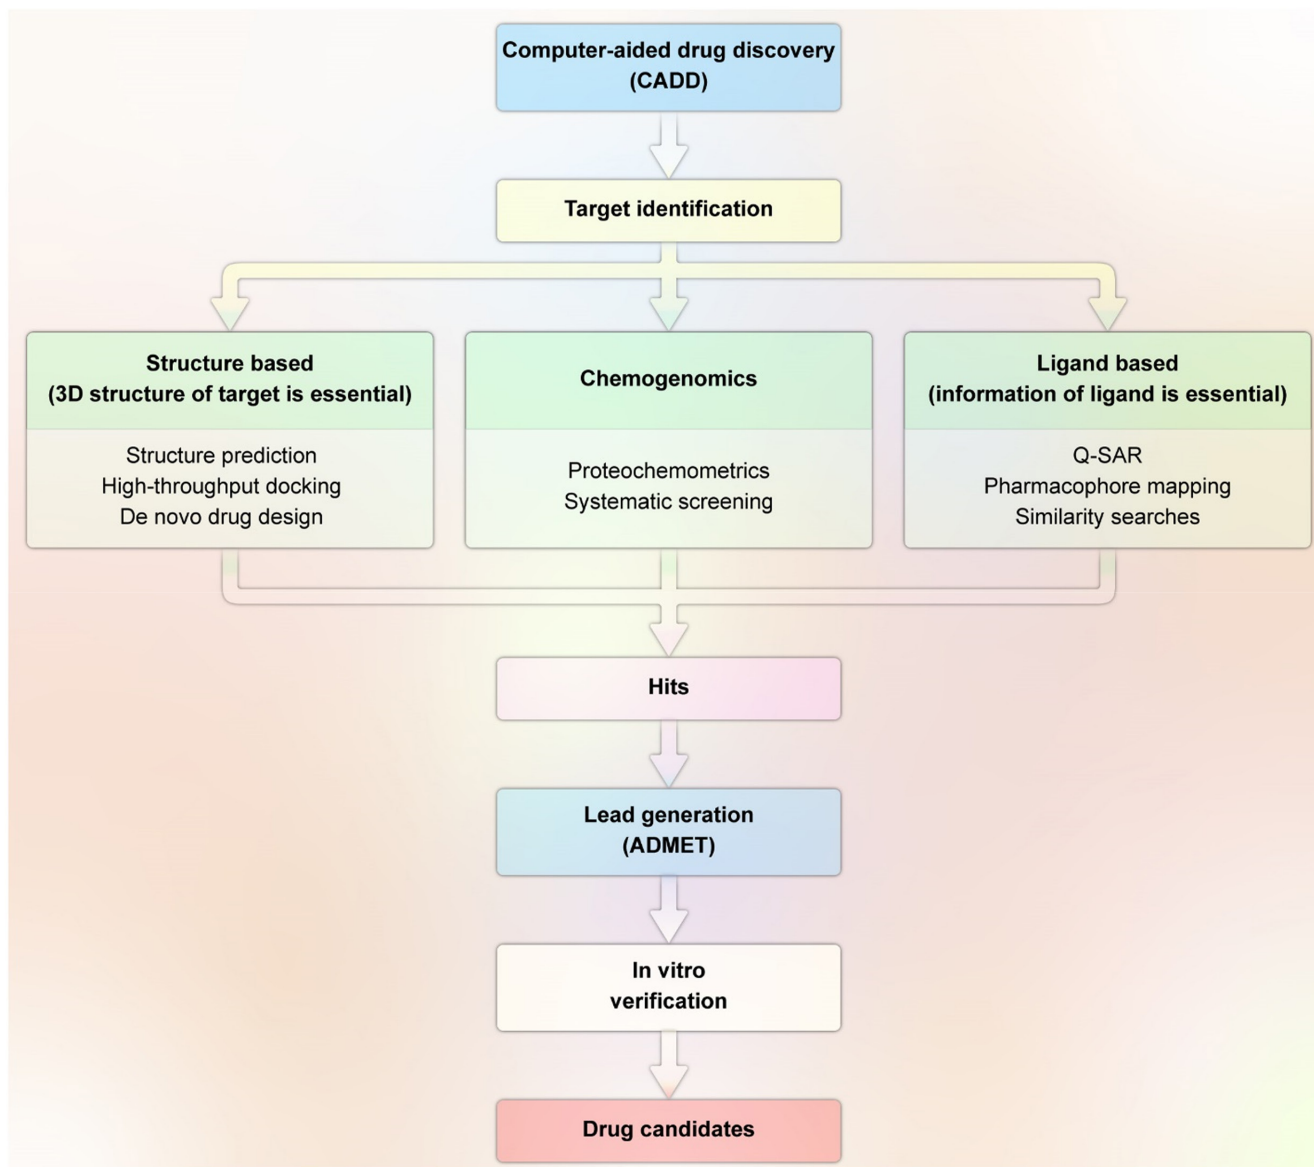 Computer-aided drug discovery
(CADD)
Target identification
Structure based
(3D structure of target is essential)
Structure prediction
High-throughput docking
De novo drug design
Chemogenomics
Proteochemometrics
Systematic screening
Ligand based
(information of ligand is essential)
Q-SAR
Pharmacophore mapping
Similarity searches
Hits
Lead generation
(ADMET)
In vitro
verification
Drug candidates